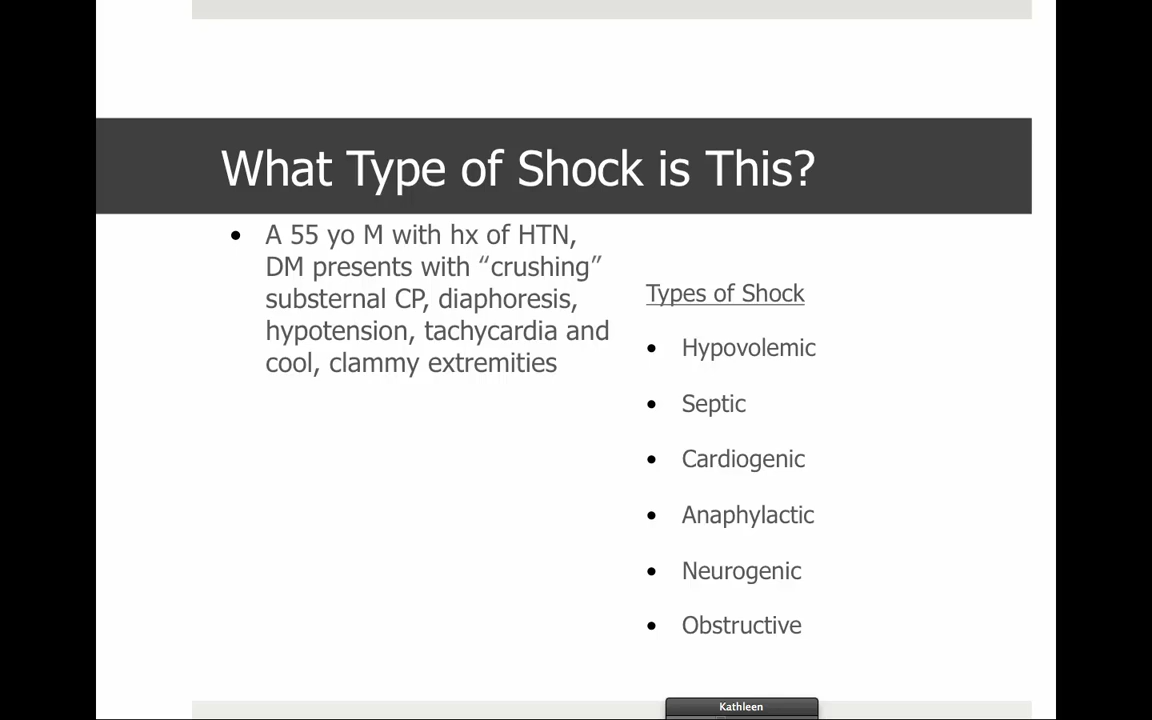 What Type of Shock is This?
• A 55 yo M with hx of HTN,
DM presents with “crushing”
substernal CP, diaphoresis,
hypotension, tachycardia and
cool, clammy extremities
Types of Shock
• Hypovolemic
• Septic
• Cardiogenic
• Anaphylactic
• Neurogenic
• Obstructive
Kathleen